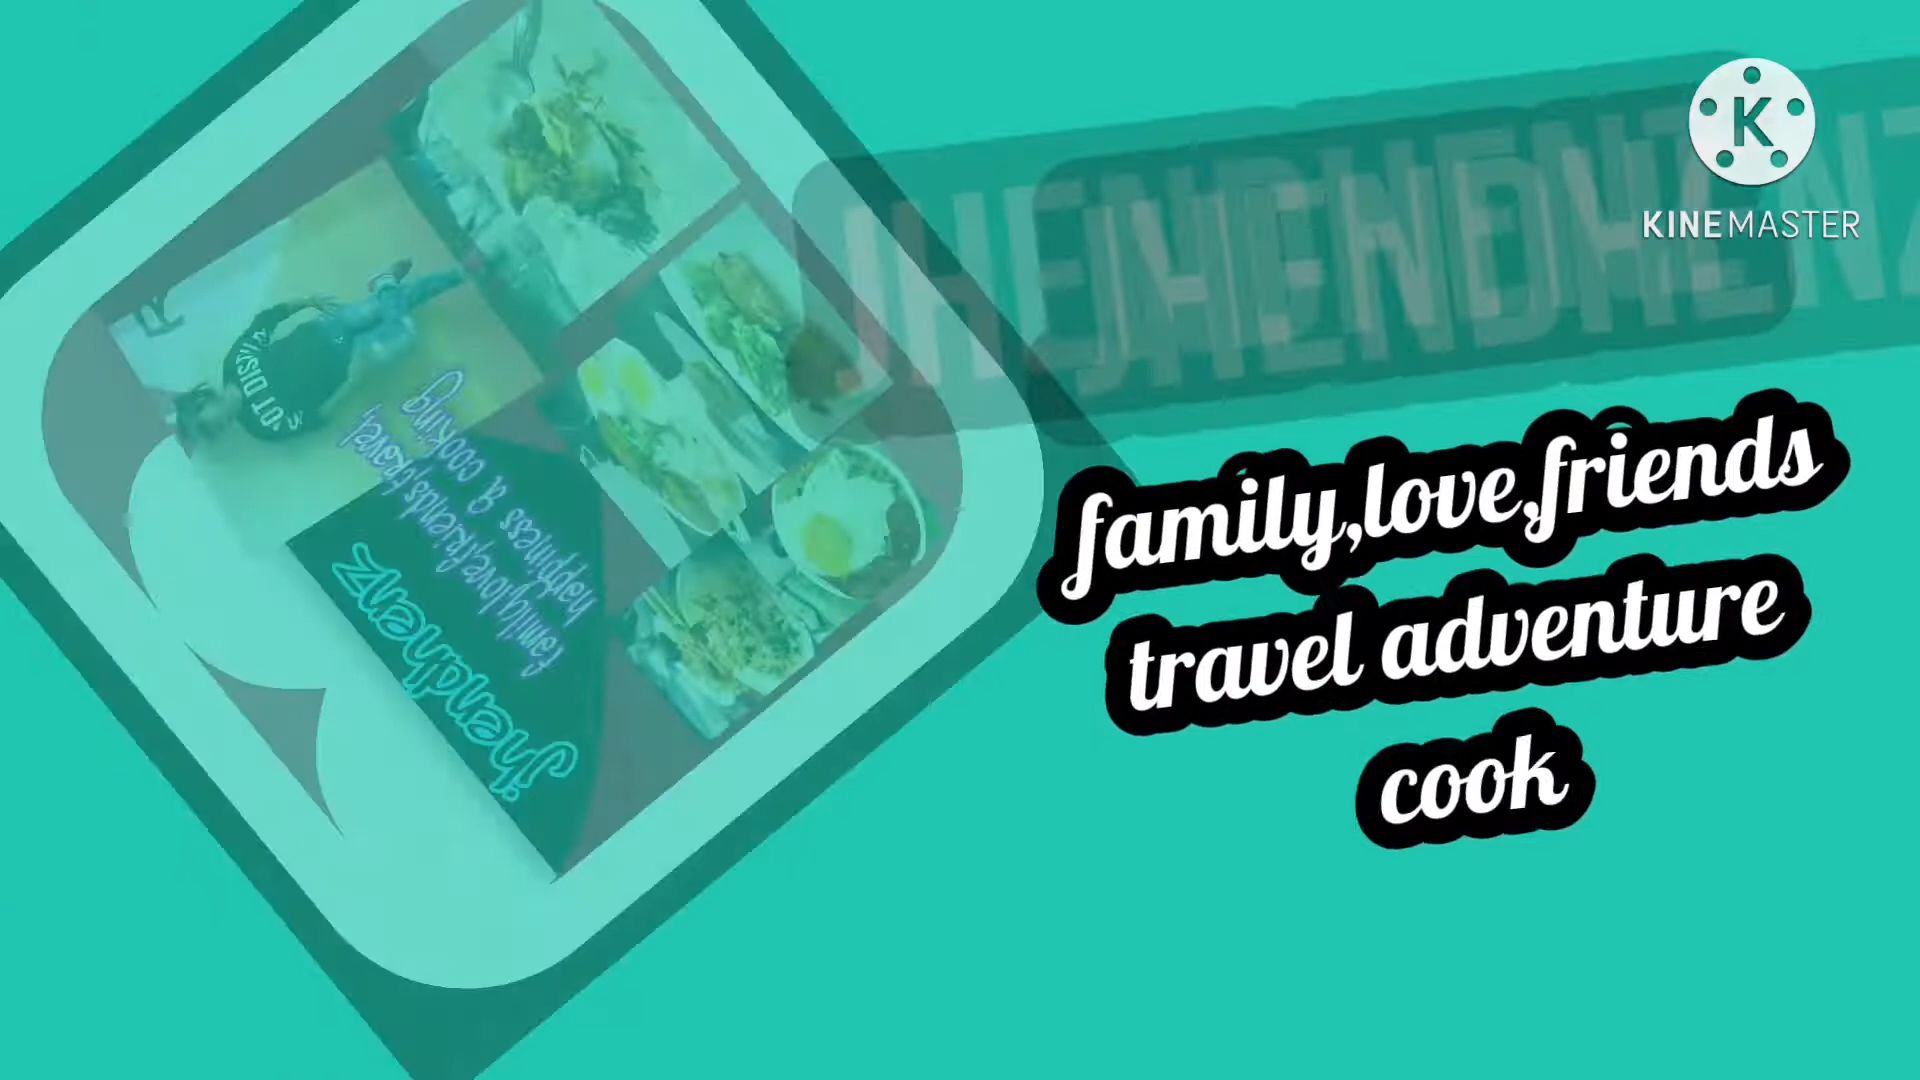 KINEMASTER
family,love,friends
travel adventure
cook
family,love,friends,travel,
happiness & cooking
jhendhenz